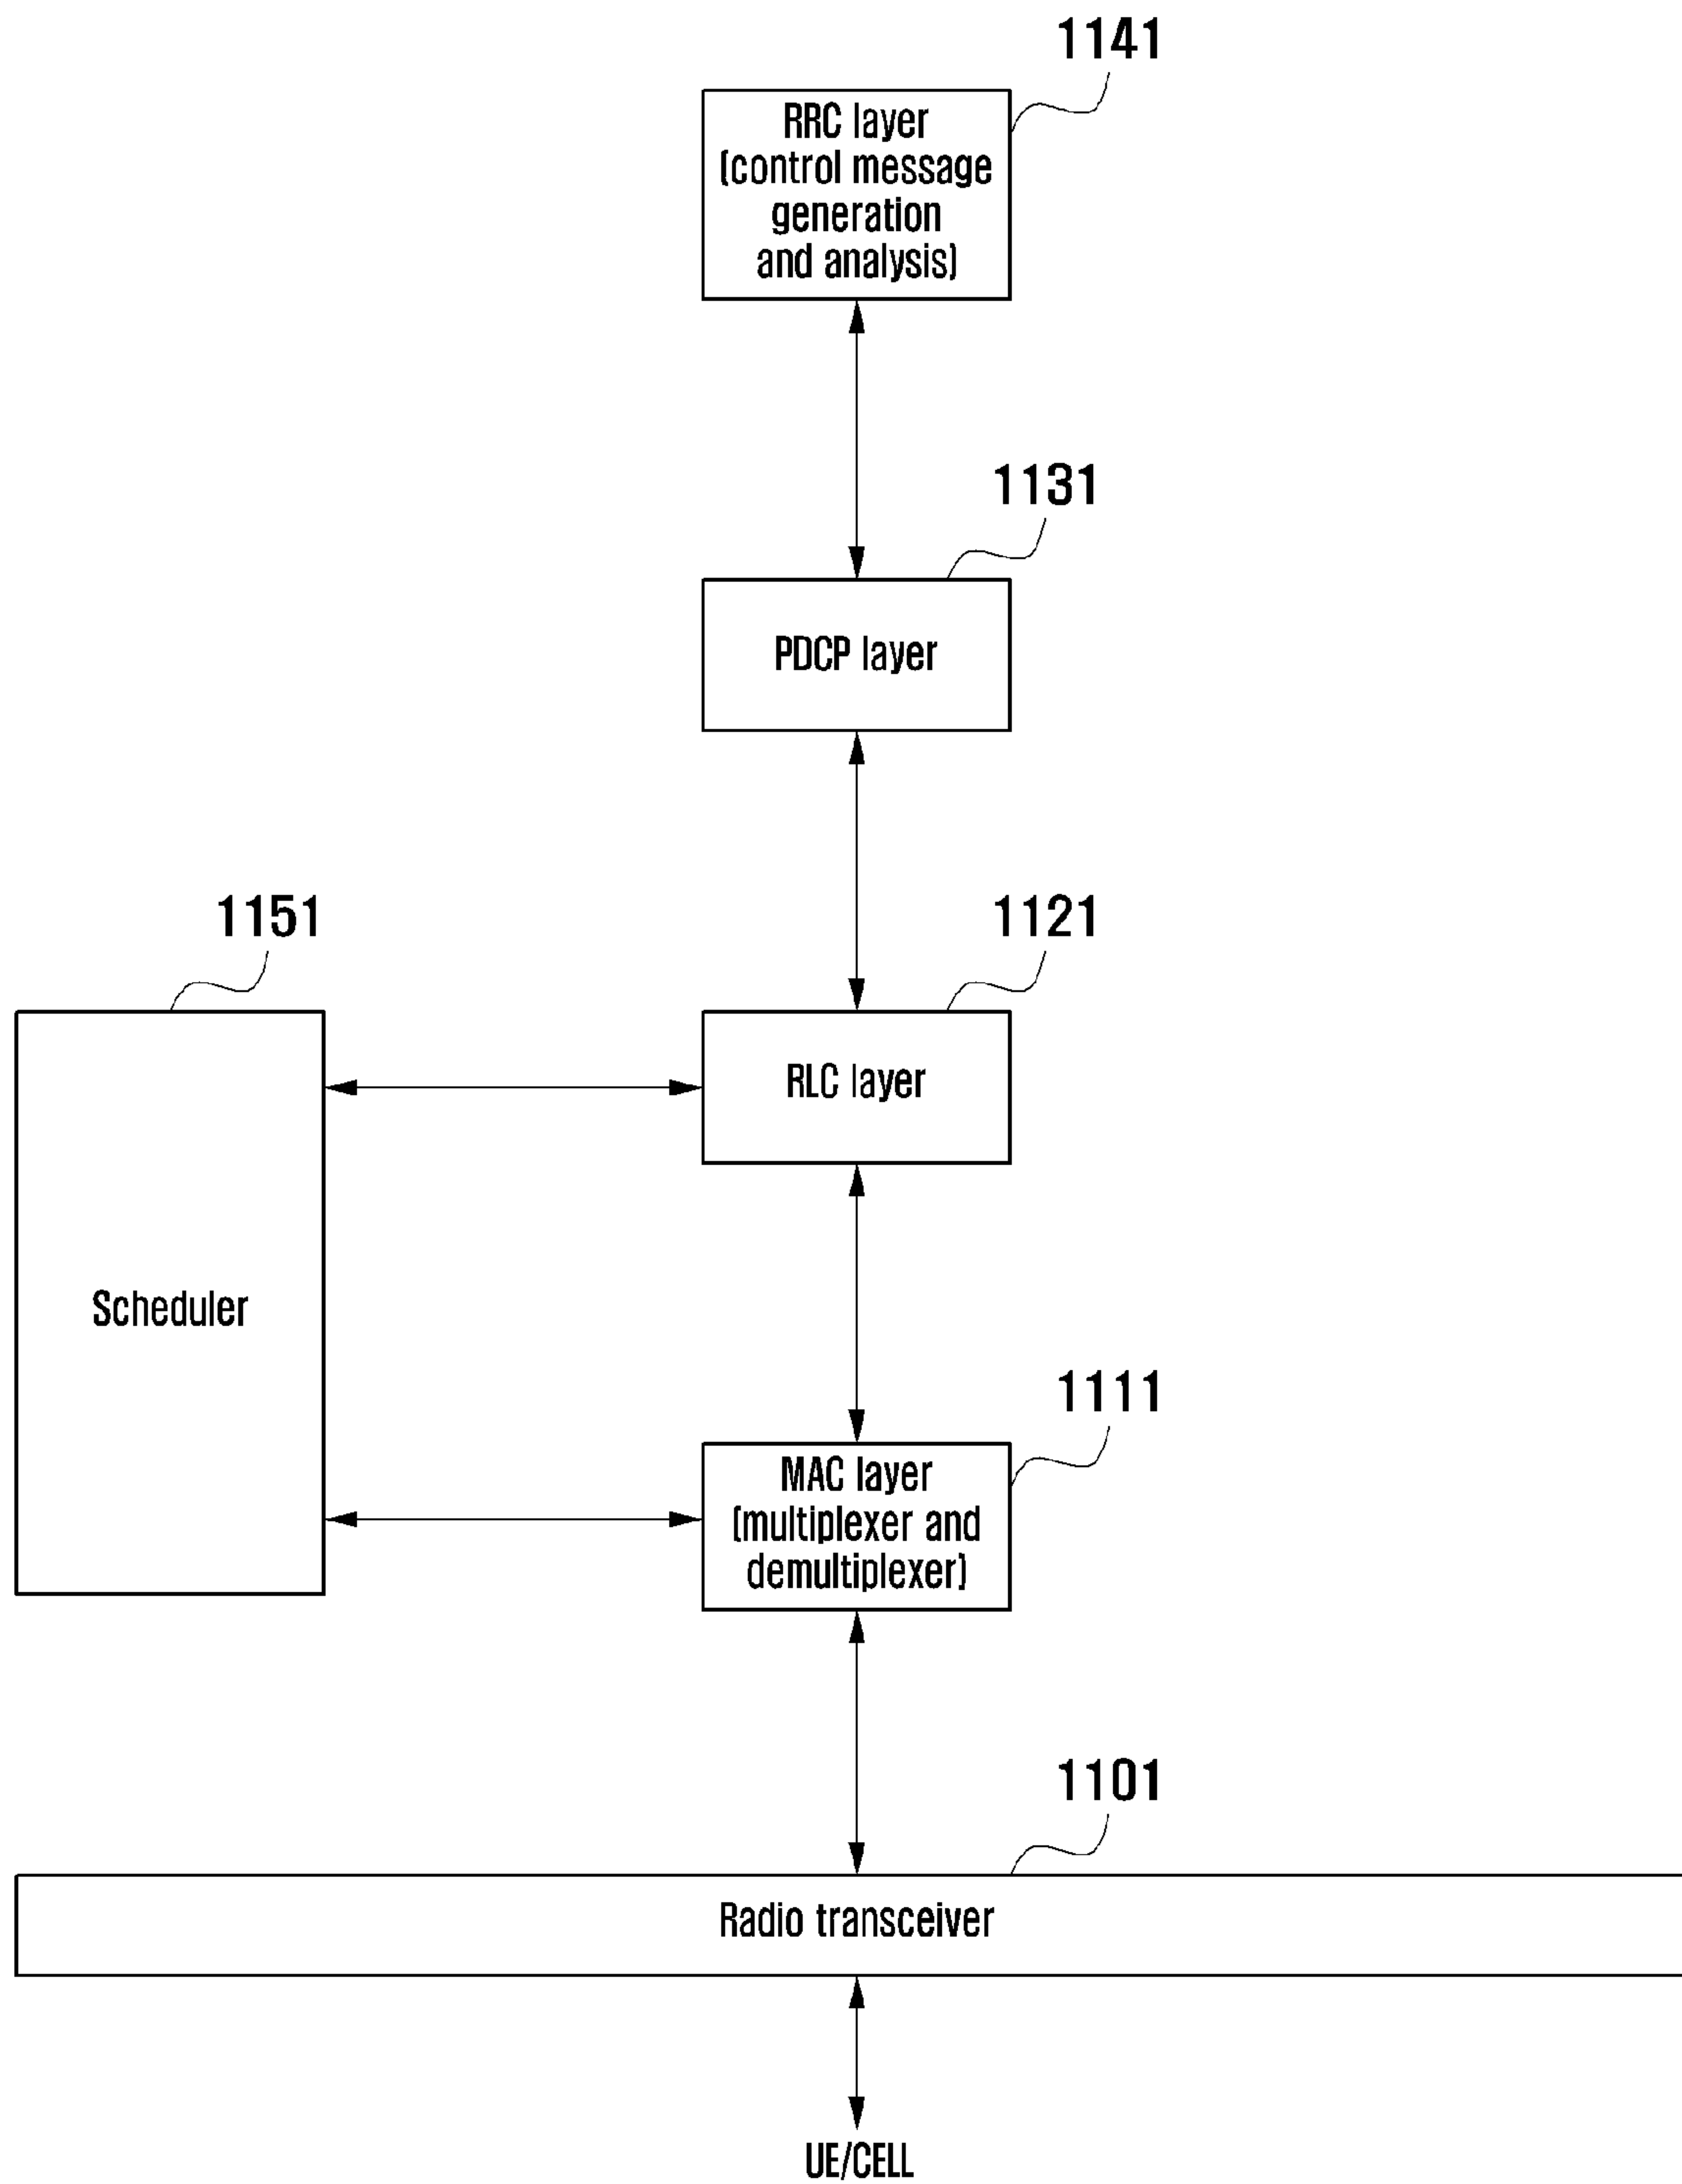 1141
RRC layer
(control message
generation
and analysis)
1131
PDCP layer
1151
1121
RLC layer
Scheduler
1111
MAC layer
(multiplexer and
demultiplexer)
1101
Radio transceiver
UE/CELL